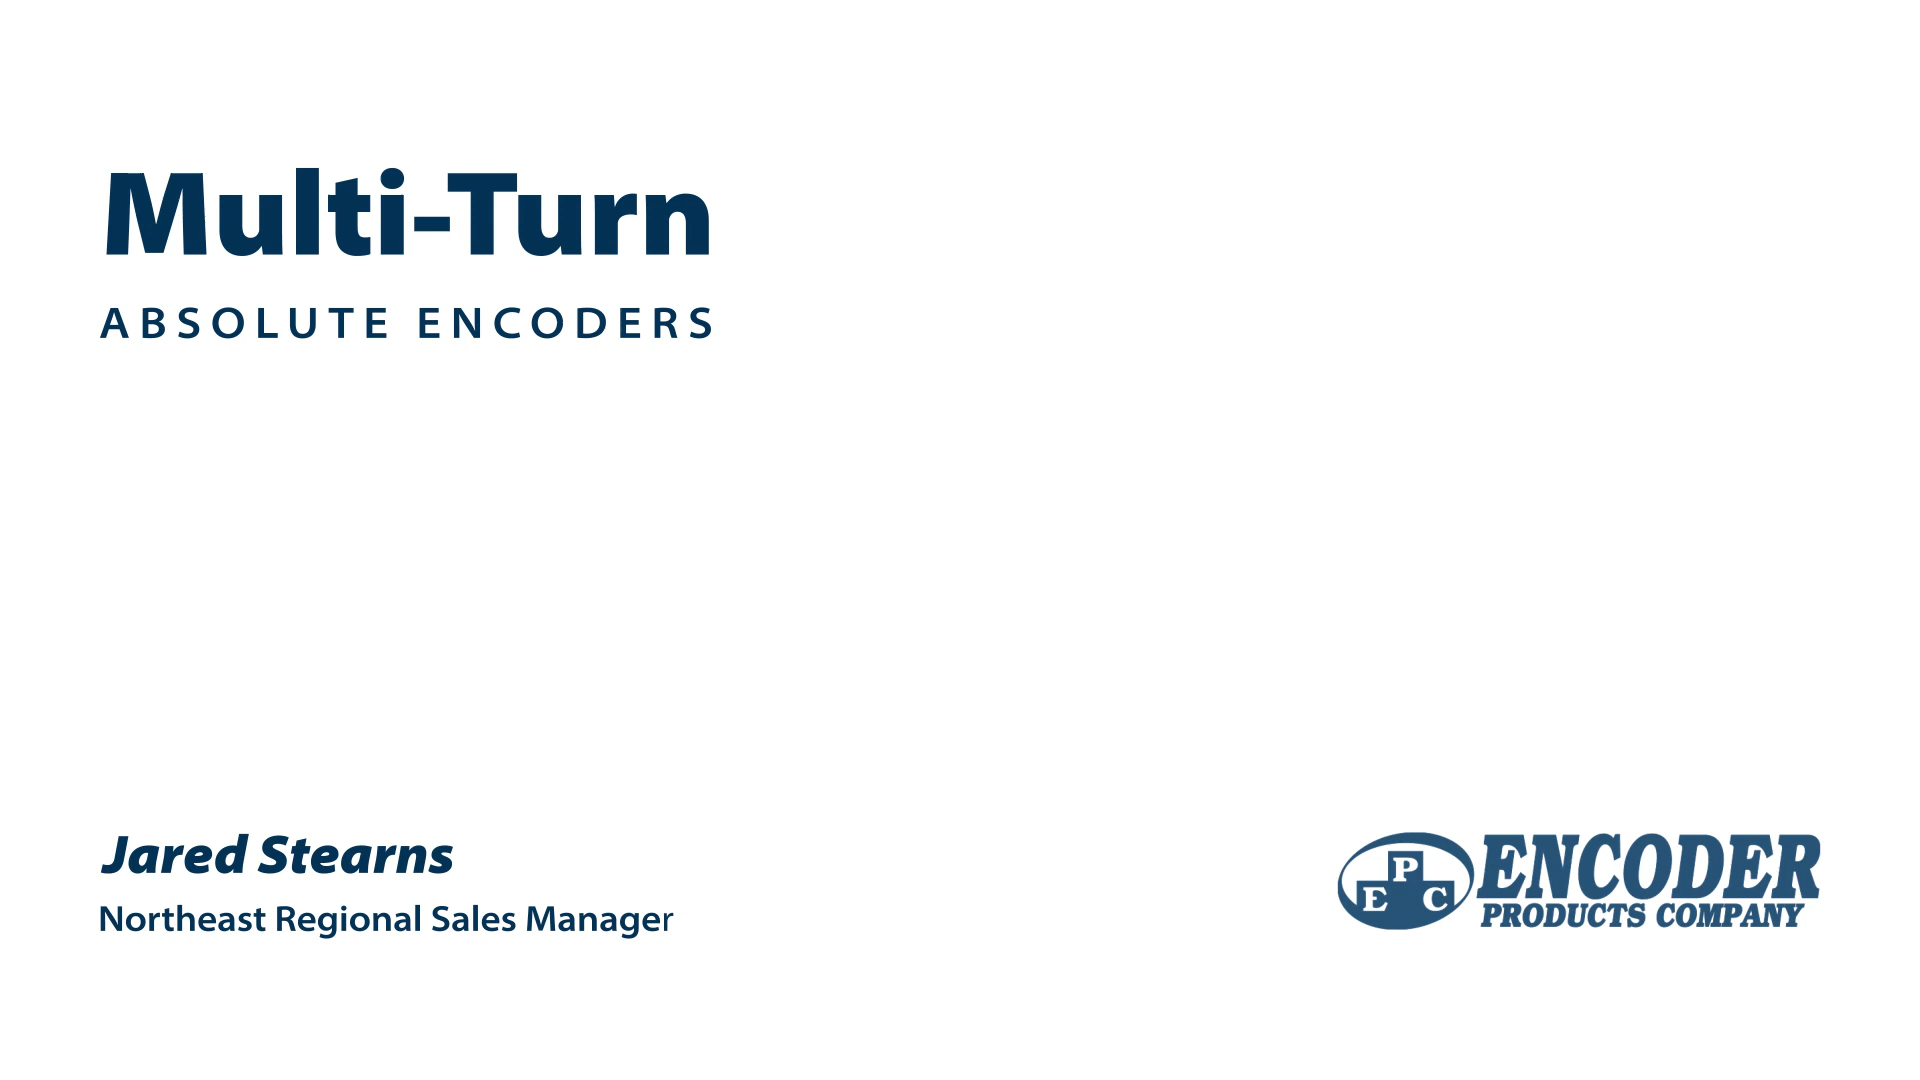 Multi-Turn
ABSOLUTE ENCODERS
Jared Stearns
Northeast Regional Sales Manager
EPC
ENCODER
PRODUCTS COMPANY